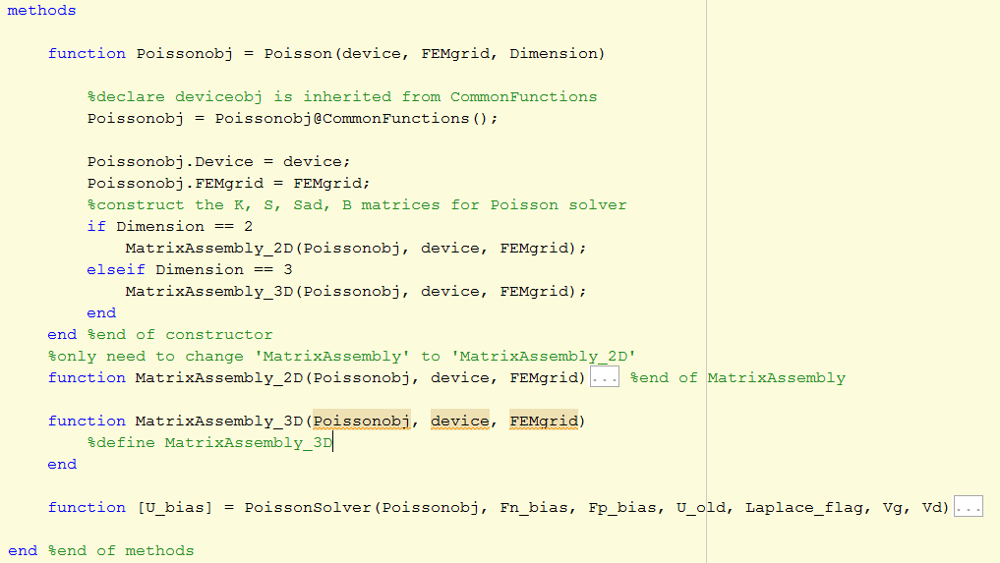 methods
function Poissonobj = Poisson(device, FEMgrid, Dimension)
%declare deviceobj is inherited from CommonFunctions
Poissonobj = Poissonobj@CommonFunctions();
Poissonobj.Device = device;
Poissonobj.FEMgrid = FEMgrid;
%construct the K, S, Sad, B matrices for Poisson solver
if Dimension == 2
MatrixAssembly_2D(Poissonobj, device, FEMgrid);
elseif Dimension == 3
MatrixAssembly_3D(Poissonobj, device, FEMgrid);
end
end %end of constructor
%only need to change 'MatrixAssembly' to 'MatrixAssembly_2D'
function MatrixAssembly_2D(Poissonobj, device, FEMgrid)... %end of MatrixAssembly
function MatrixAssembly_3D(Poissonobj, device, FEMgrid)
%define MatrixAssembly_3D
end
function [U_bias] = PoissonSolver(Poissonobj, Fn_bias, Fp_bias, U_old, Laplace_flag, Vg, Vd)...
end %end of methods